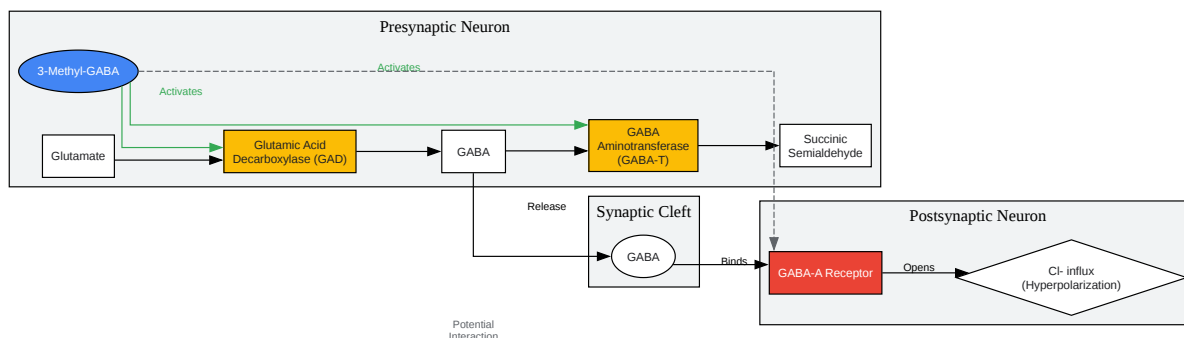 Presynaptic Neuron
3-Methyl-GABA
Activates
Activates
Glutamate
Glutamic Acid
Decarboxylase (GAD)
GABA
GABA
Aminotransferase
(GABA-T)
Succinic
Semialdehyde
Release
Synaptic Cleft
GABA
Binds
Postsynaptic Neuron
GABA-A Receptor
Opens
Cl- influx
(Hyperpolarization)
Potential
Interaction